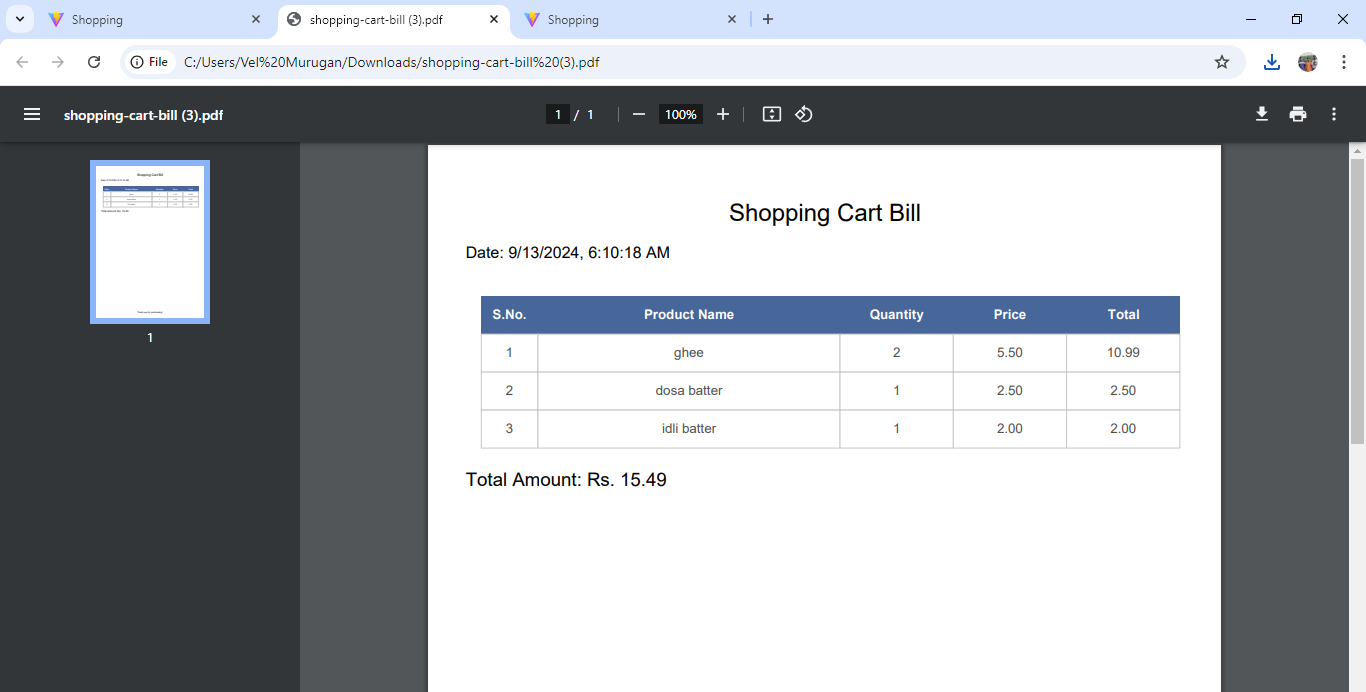 Shopping
shopping-cart-bill (3).pdf
Shopping
File
C:/Users/Vel%20Murugan/Downloads/shopping-cart-bill%20(3).pdf
shopping-cart-bill (3).pdf
1 / 1
100%
1
Shopping Cart Bill
Date: 9/13/2024, 6:10:18 AM
S.No. Product Name Quantity Price Total
1 ghee 2 5.50 10.99
2 dosa batter 1 2.50 2.50
3 idli batter 1 2.00 2.00
Total Amount: Rs. 15.49